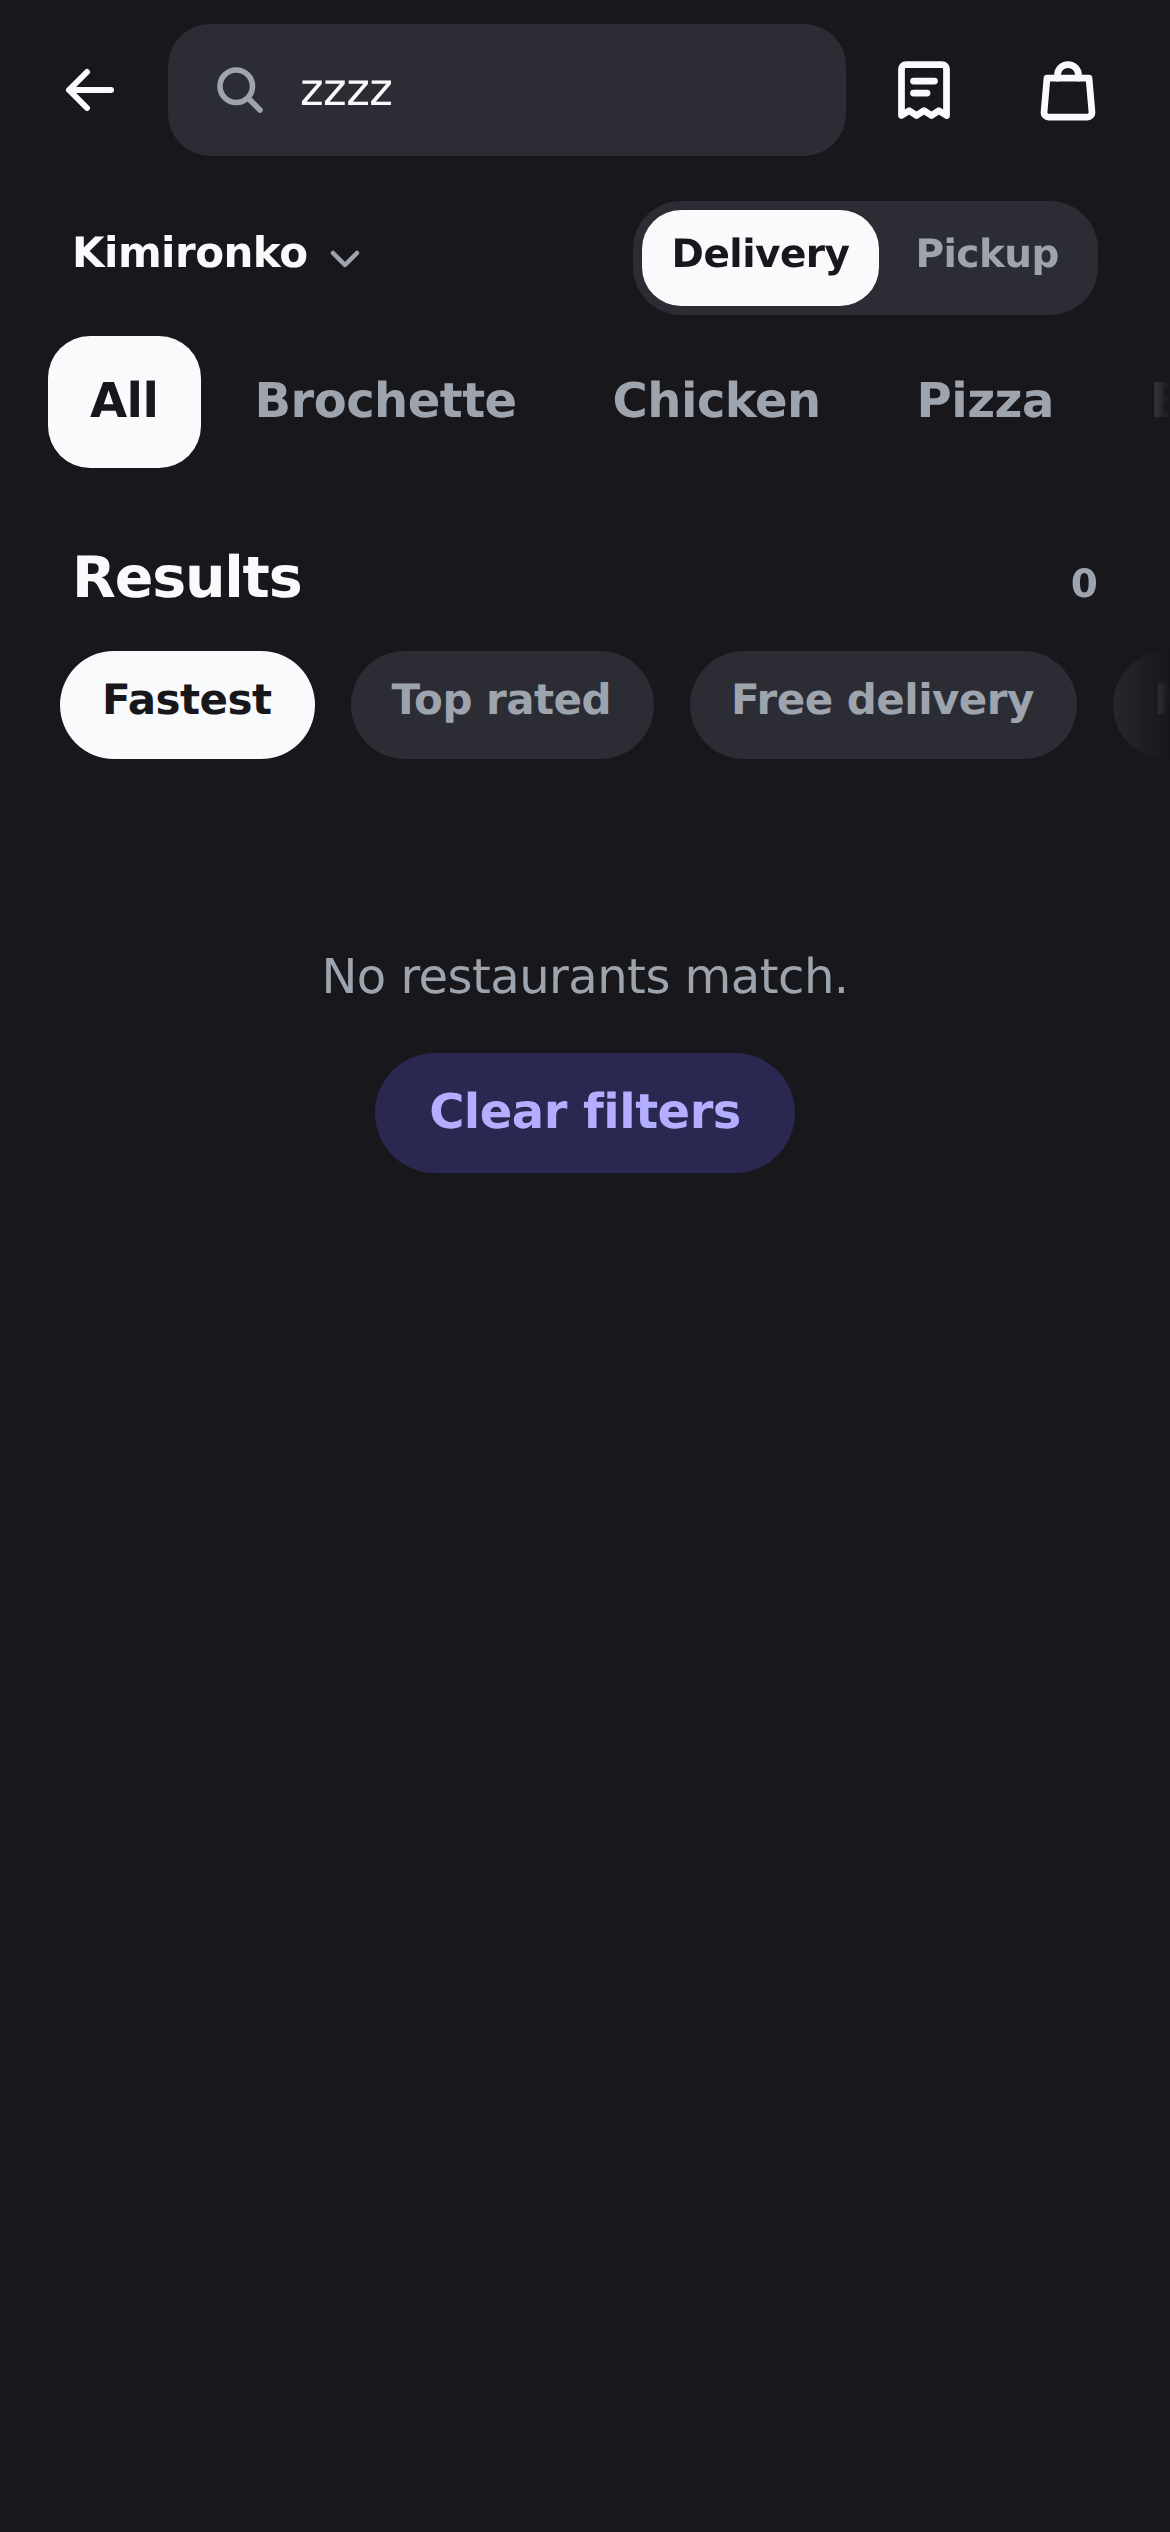 zzzz
Kimironko
Delivery Pickup
All Brochette Chicken Pizza
Results 0
Fastest Top rated Free delivery
No restaurants match.
Clear filters